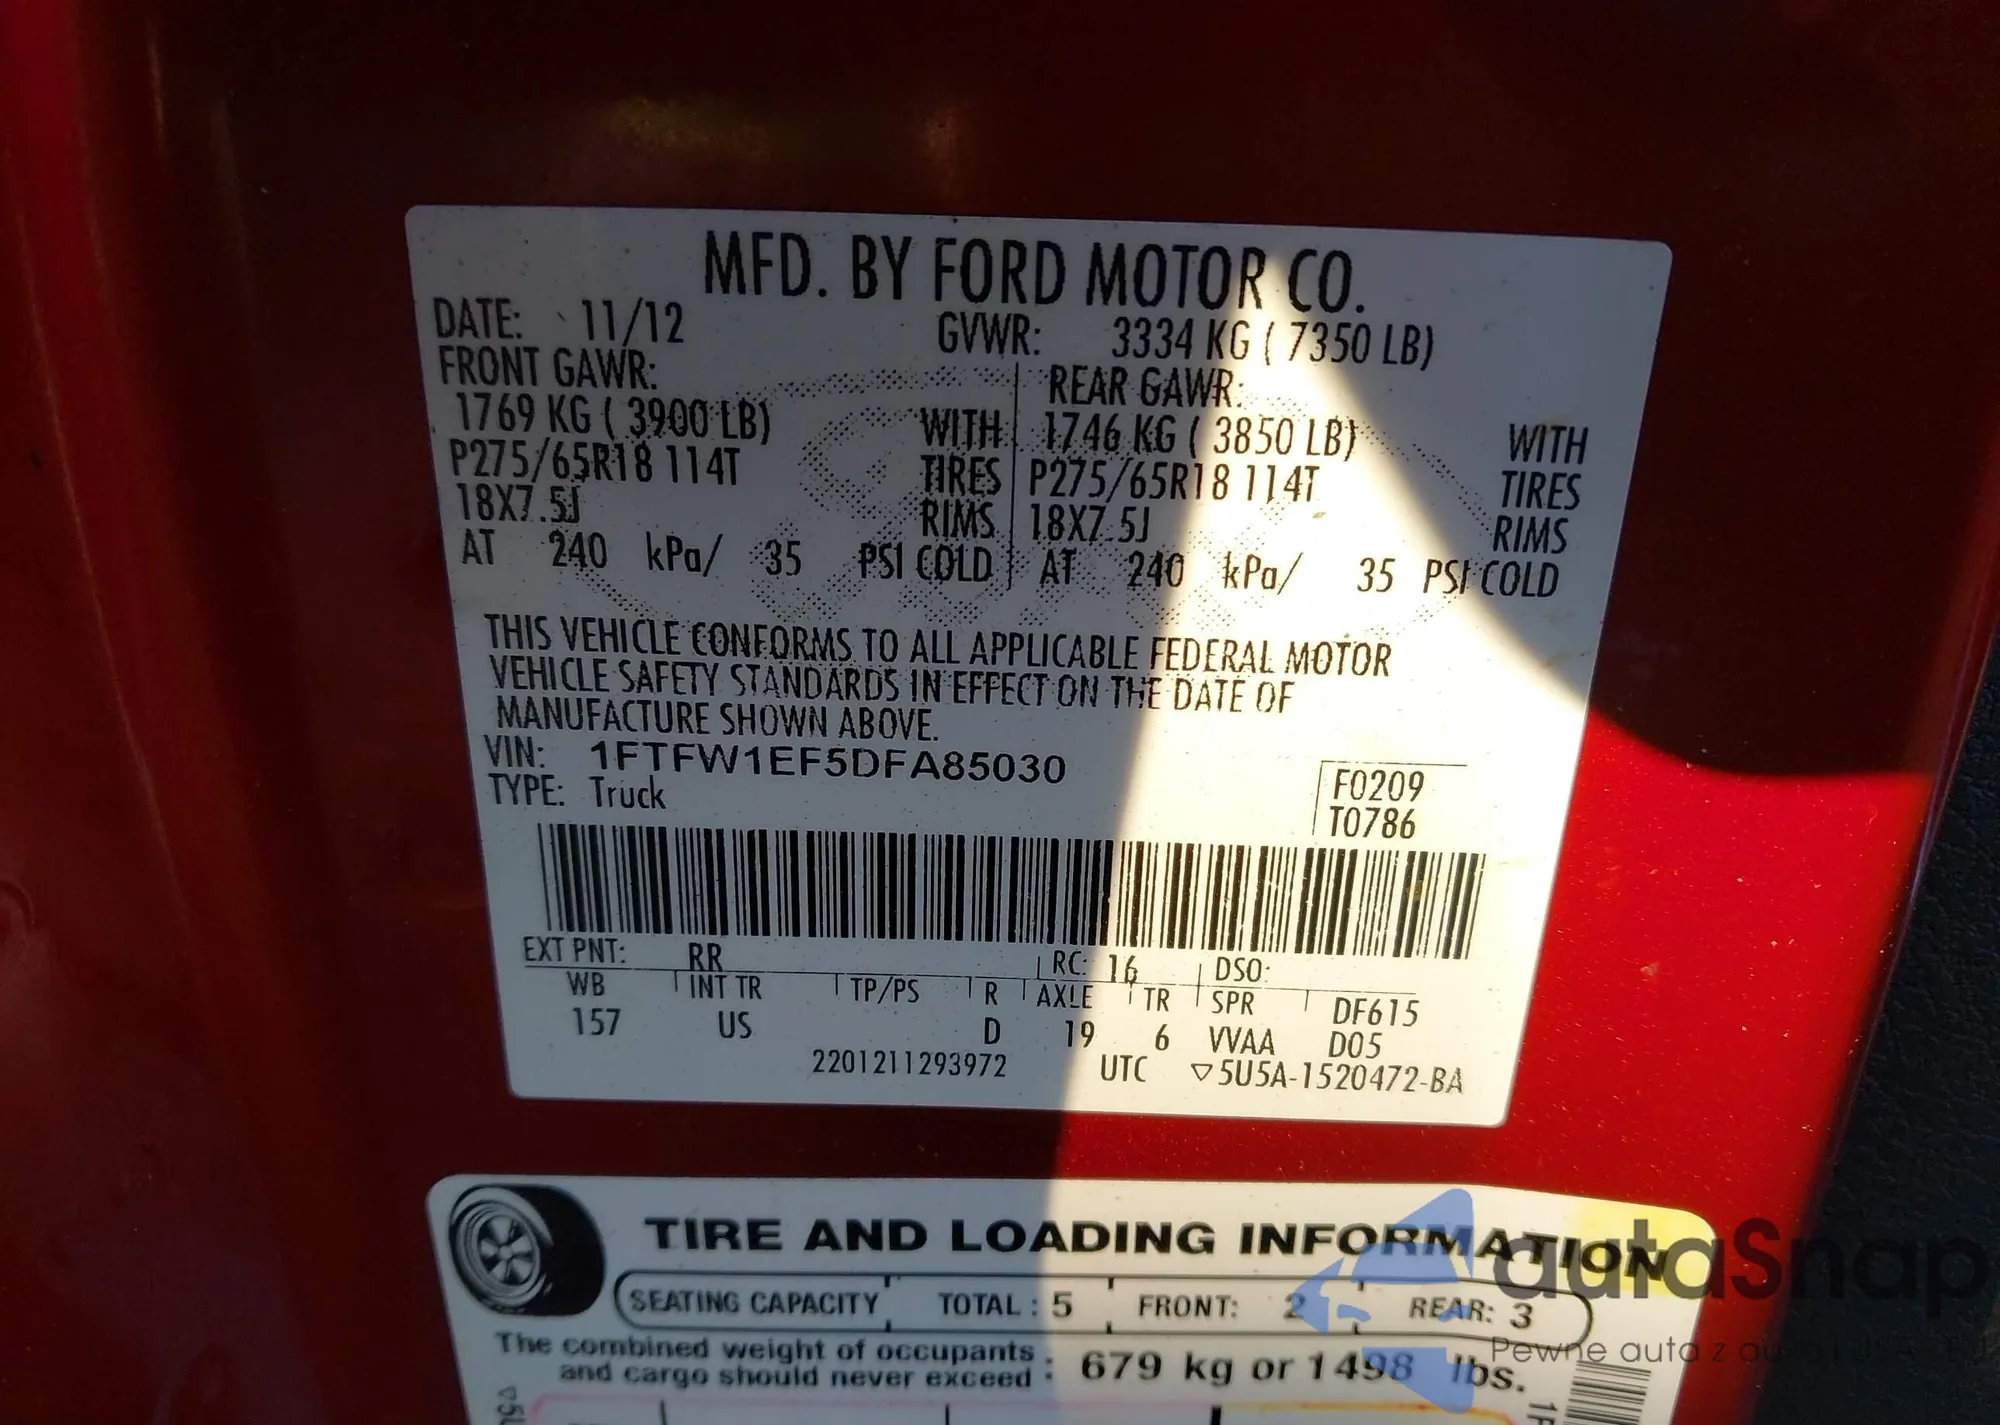 MFD. BY FORD MOTOR CO.
DATE: 11/12 GVWR: 3334 KG ( 7350 LB)
FRONT GAWR: REAR GAWR:
1769 KG ( 3900 LB) WITH 1746 KG ( 3850 LB) WITH
P275/65R18 114T TIRES P275/65R18 114T TIRES
18X7.5J RIMS 18X7.5J RIMS
AT 240 kPa/ 35 PSI COLD AT 240 kPa/ 35 PSI COLD
THIS VEHICLE CONFORMS TO ALL APPLICABLE FEDERAL MOTOR
VEHICLE SAFETY STANDARDS IN EFFECT ON THE DATE OF
MANUFACTURE SHOWN ABOVE.
VIN: 1FTFW1EF5DFA85030
TYPE: Truck
F0209
T0786
EXT PNT: RR RC: 16 DSO:
WB INT TR TP/PS R AXLE TR SPR DF615
157 US D 19 6 VVAA D05
2201211293972 UTC ▽5U5A-1520472-BA
TIRE AND LOADING INFORMATION
SEATING CAPACITY TOTAL : 5 FRONT: 2 REAR: 3
The combined weight of occupants
and cargo should never exceed : 679 kg or 1498 lbs.
autaSnap
Pewne auta z